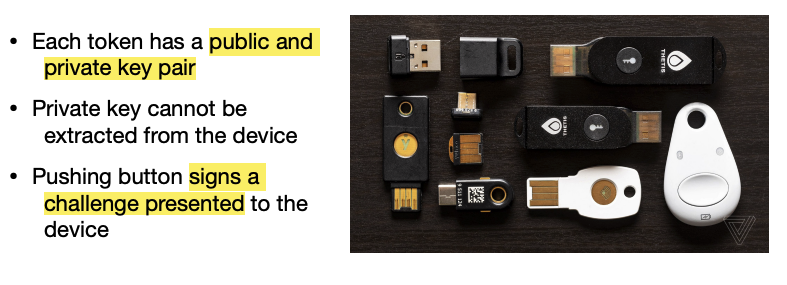 • Each token has a public and
private key pair
• Private key cannot be
extracted from the device
• Pushing button signs a
challenge presented to the
device
THETIS
THETIS